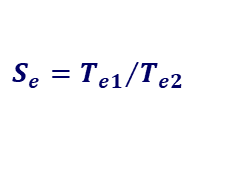 Sₑ = Tₑ₁/Tₑ₂